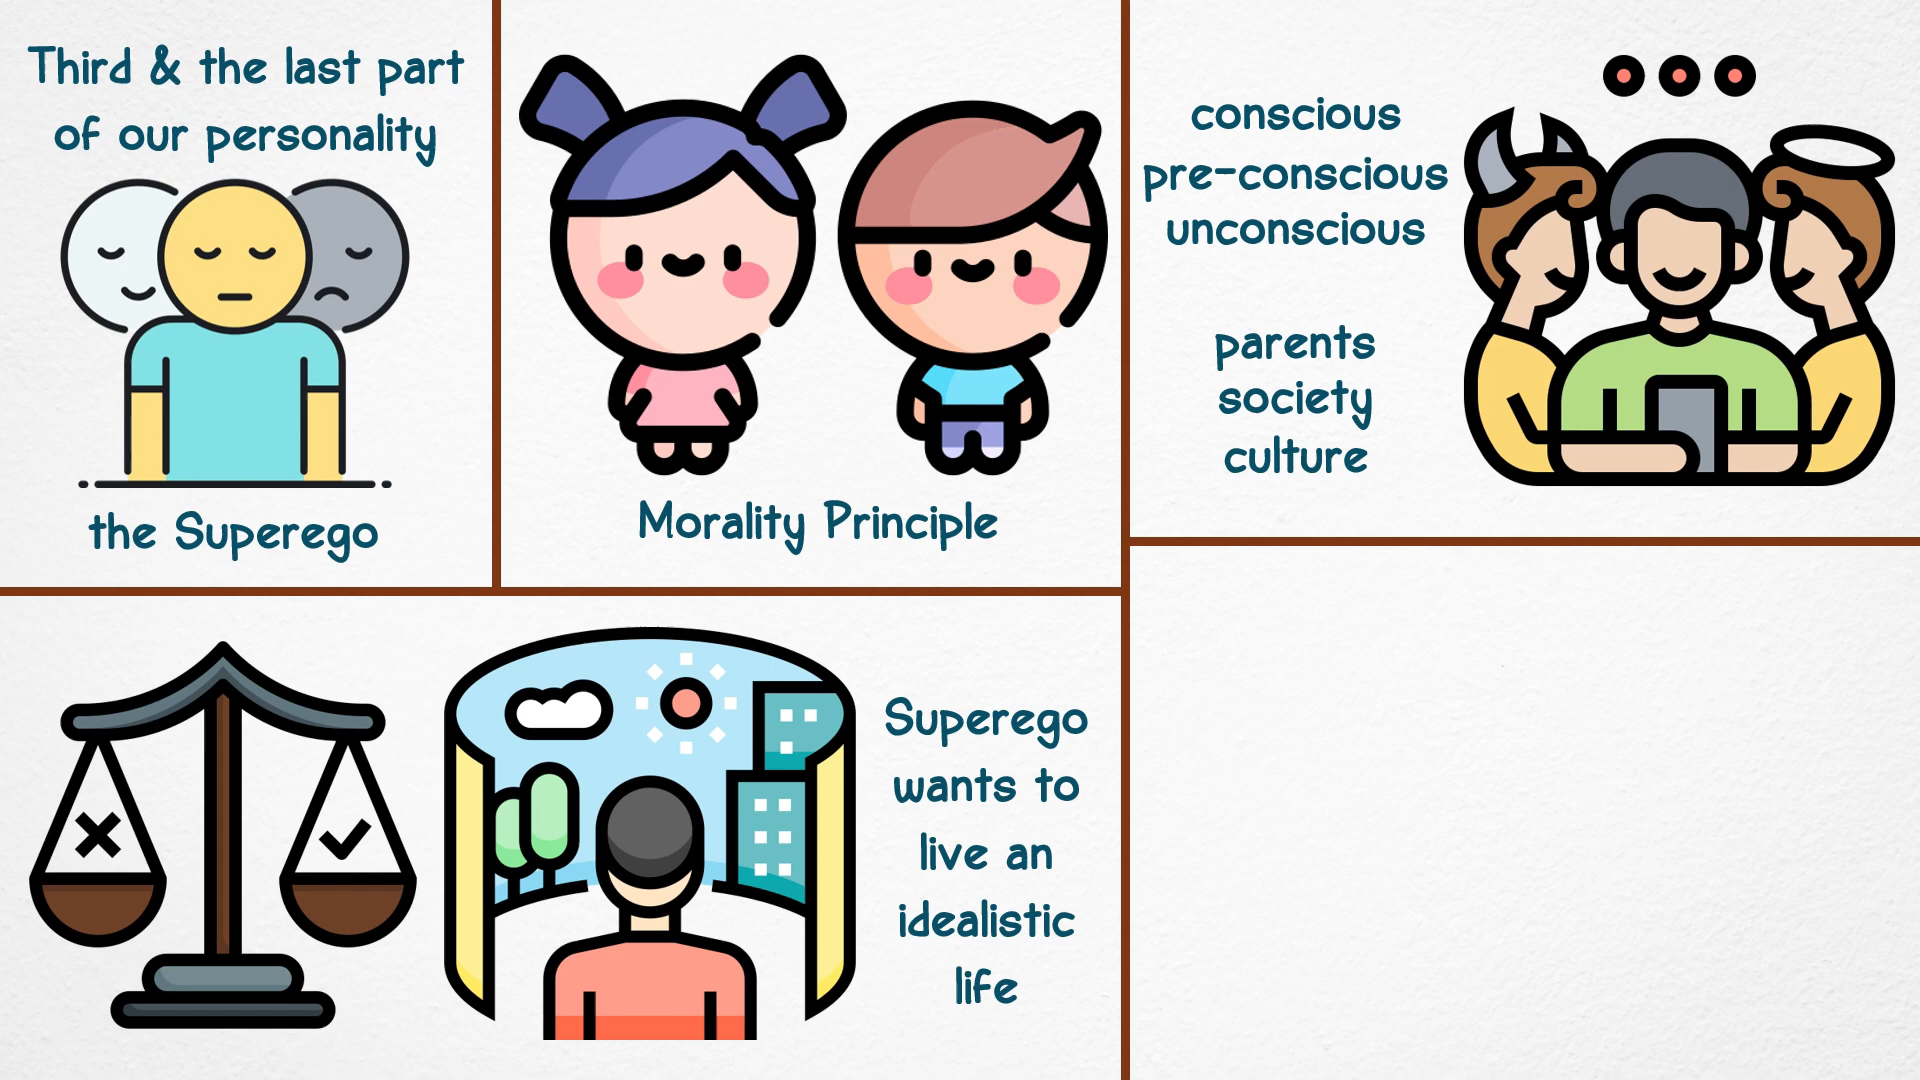 Third & the last part
of our personality
the Superego
Morality Principle
conscious
pre-conscious
unconscious
parents
society
culture
Superego
wants to
live an
idealistic
life